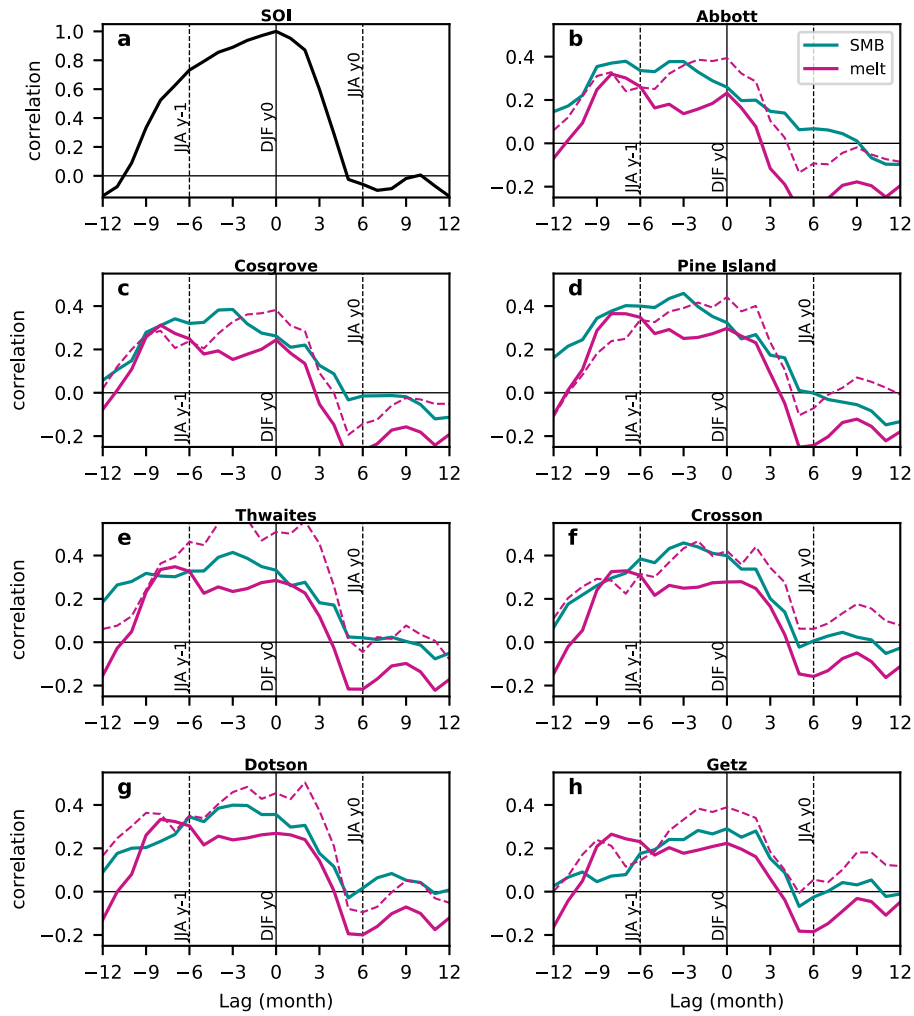 SOI
a
correlation
1.0
0.8
0.6
0.4
0.2
0.0
JJA y-1
DJF y0
JJA y0
−12 −9 −6 −3 0 3 6 9 12
Abbott
b
SMB
melt
0.4
0.2
0.0
−0.2
JJA y-1
DJF y0
−12 −9 −6 −3 0 3 6 9 12
Cosgrove
c
correlation
0.4
0.2
0.0
−0.2
JJA y-1
DJF y0
JJA y0
−12 −9 −6 −3 0 3 6 9 12
Pine Island
d
0.4
0.2
0.0
−0.2
JJA y-1
DJF y0
JJA y0
−12 −9 −6 −3 0 3 6 9 12
Thwaites
e
correlation
0.4
0.2
0.0
−0.2
JJA y-1
DJF y0
JJA y0
−12 −9 −6 −3 0 3 6 9 12
Crosson
f
0.4
0.2
0.0
−0.2
JJA y-1
DJF y0
JJA y0
−12 −9 −6 −3 0 3 6 9 12
Dotson
g
correlation
0.4
0.2
0.0
−0.2
JJA y-1
DJF y0
JJA y0
−12 −9 −6 −3 0 3 6 9 12
Lag (month)
Getz
h
0.4
0.2
0.0
−0.2
JJA y-1
DJF y0
JJA y0
−12 −9 −6 −3 0 3 6 9 12
Lag (month)